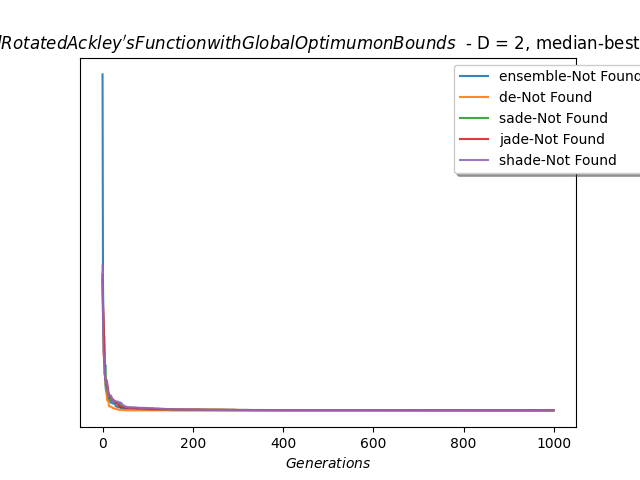 RotatedAckley'sFunctionwithGlobalOptimumonBounds - D = 2, median-best
ensemble-Not Found
de-Not Found
sade-Not Found
jade-Not Found
shade-Not Found
0 200 400 600 800 1000
Generations